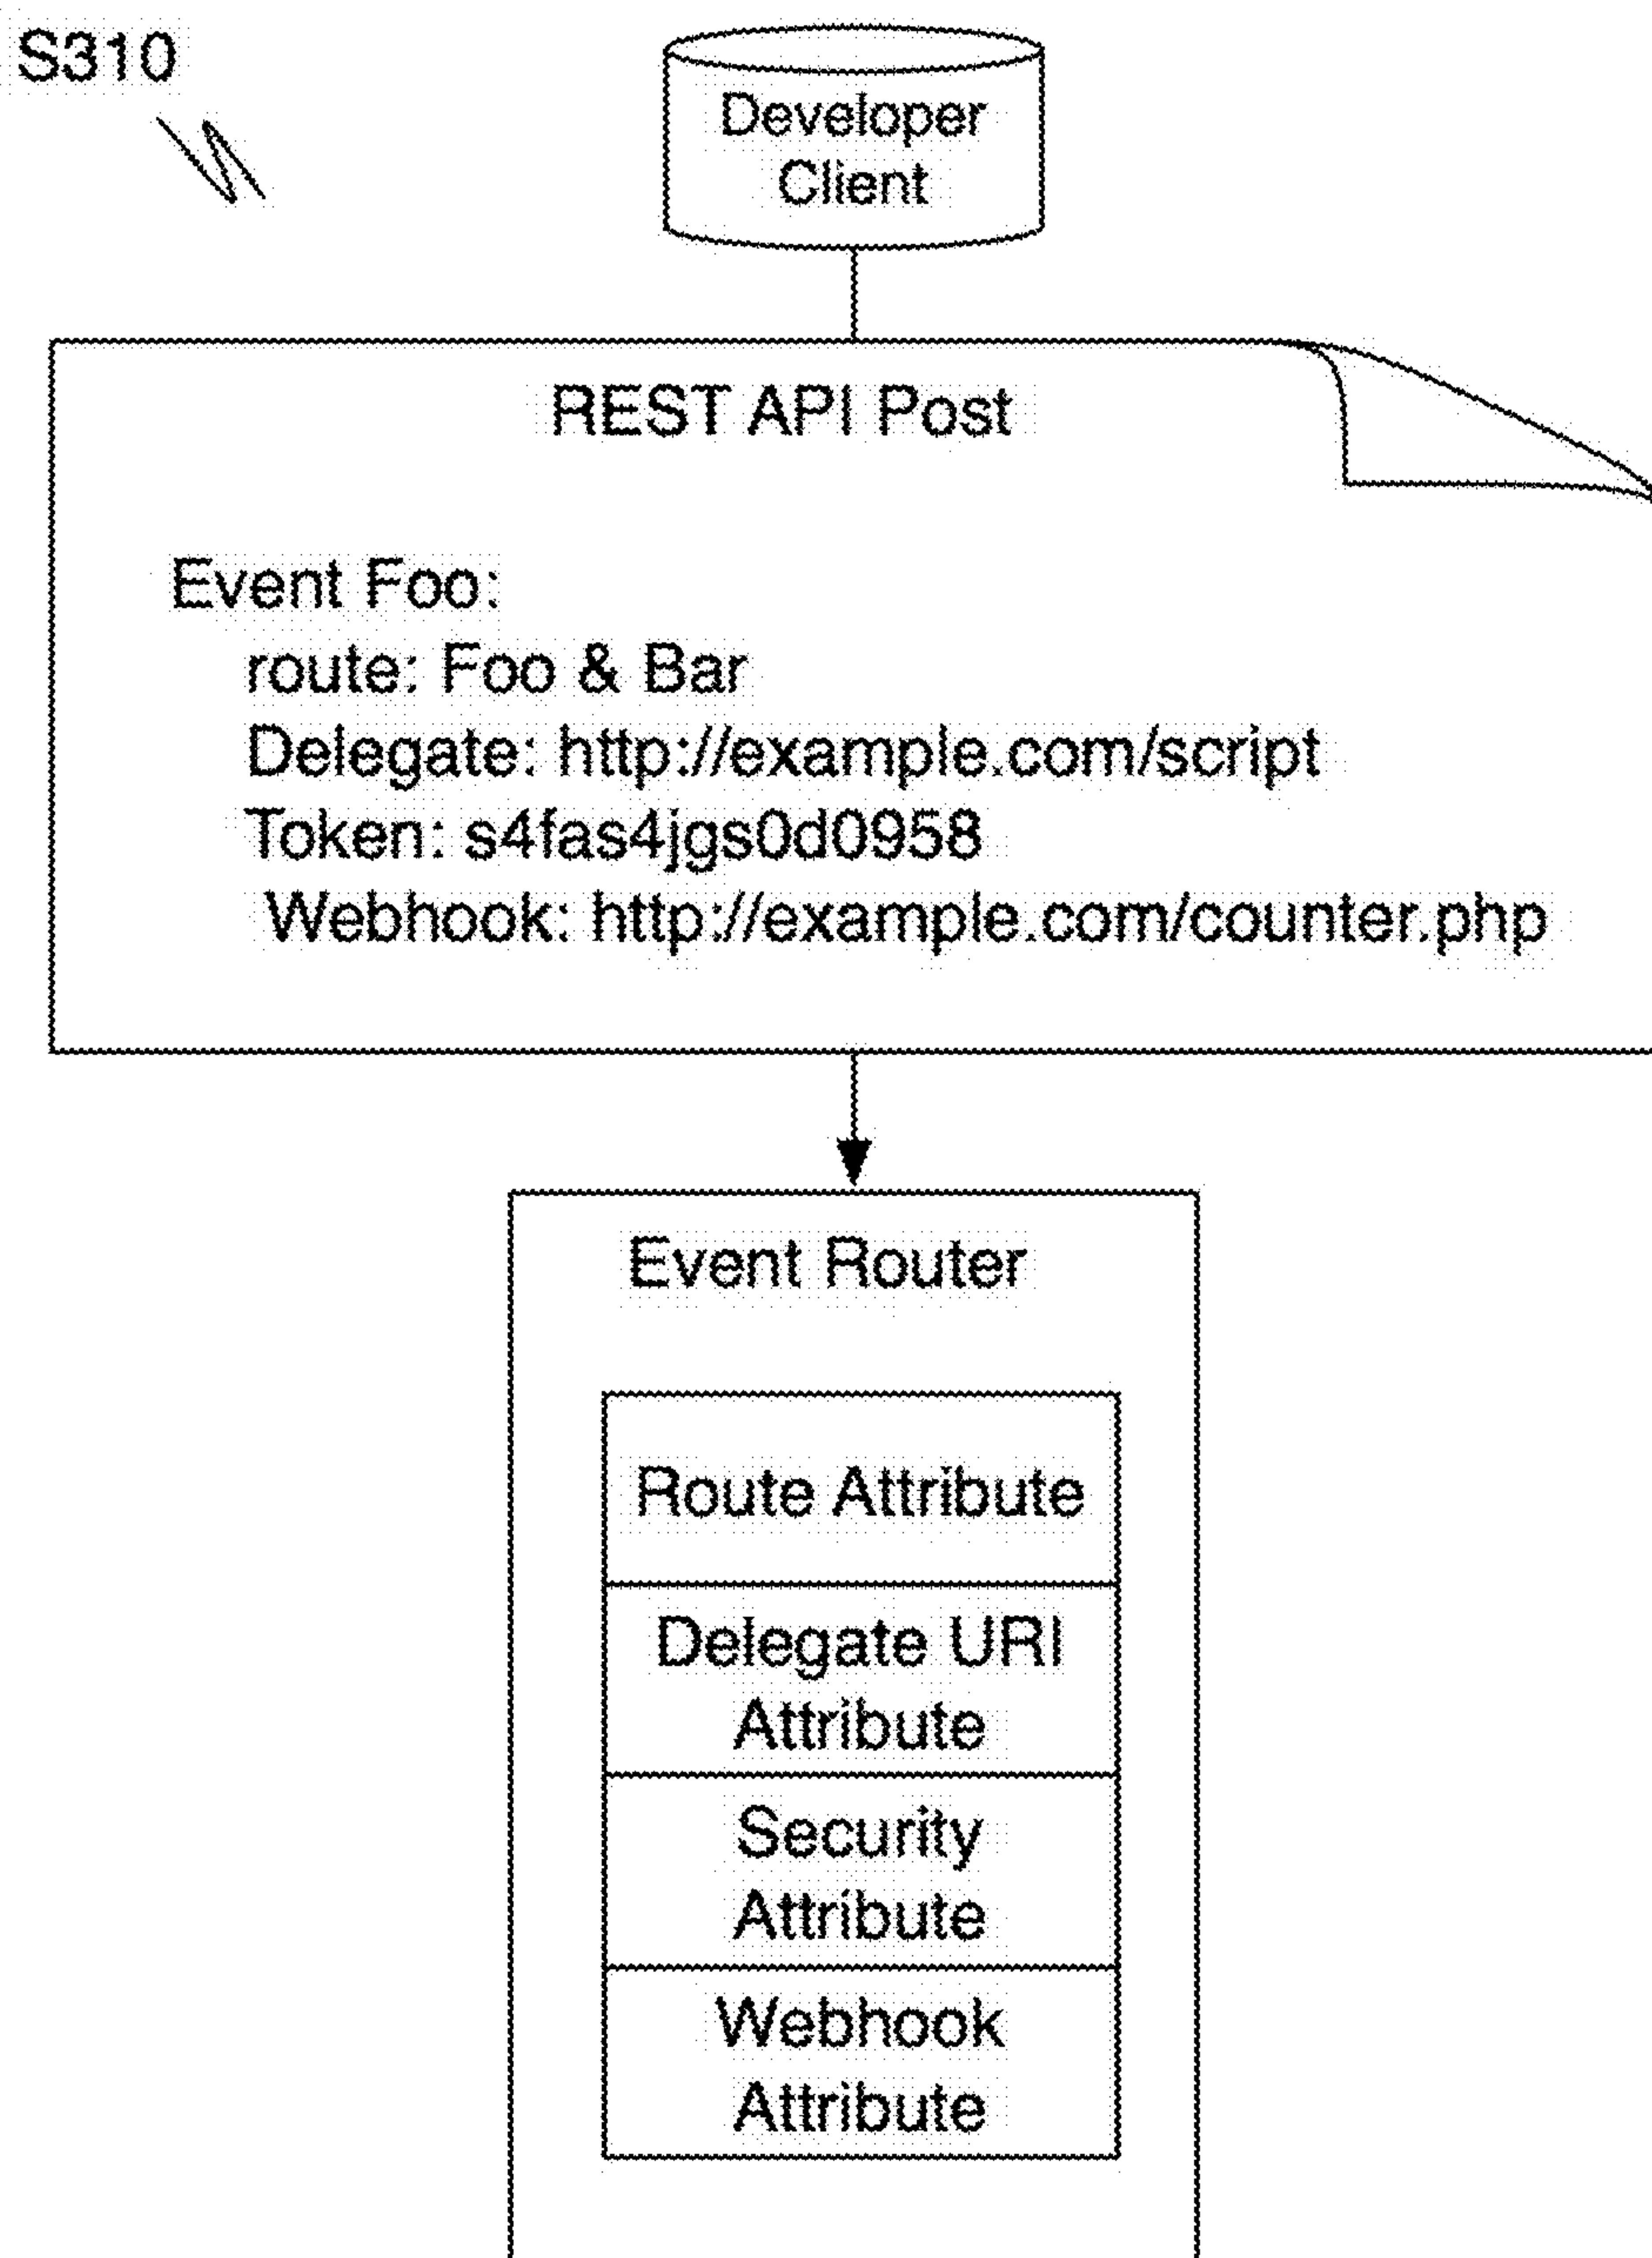 S310
Developer
Client
REST API Post
Event Foo:
route: Foo & Bar
Delegate: http://example.com/script
Token: s4fas4jgs0d0958
Webhook: http://example.com/counter.php
Event Router
Route Attribute
Delegate URI
Attribute
Security
Attribute
Webhook
Attribute